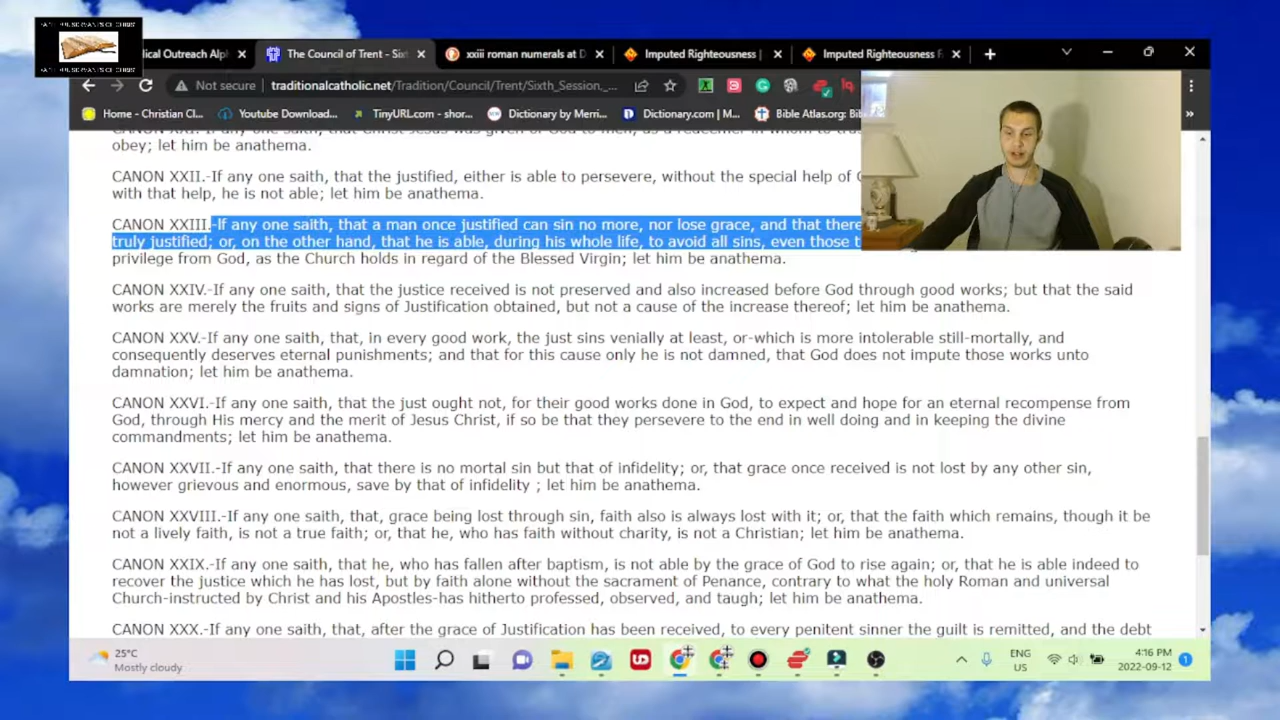 FAITHFUL SERVANTS OF CHRIST
ical Outreach Alp
The Council of Trent - Six
xxiii roman numerals at D
Imputed Righteousness |
Imputed Righteousness F
Not secure | traditionalcatholic.net/Tradition/Council/Trent/Sixth_Session,_...
Home - Christian Cl...
Youtube Download...
TinyURL.com - shor...
Dictionary by Merri...
Dictionary.com | M...
Bible Atlas.org: Bib
obey; let him be anathema.
CANON XXII.-If any one saith, that the justified, either is able to persevere, without the special help of
with that help, he is not able; let him be anathema.
CANON XXIII.-If any one saith, that a man once justified can sin no more, nor lose grace, and that there
truly justified; or, on the other hand, that he is able, during his whole life, to avoid all sins, even those t
privilege from God, as the Church holds in regard of the Blessed Virgin; let him be anathema.
CANON XXIV.-If any one saith, that the justice received is not preserved and also increased before God through good works; but that the said
works are merely the fruits and signs of Justification obtained, but not a cause of the increase thereof; let him be anathema.
CANON XXV.-If any one saith, that, in every good work, the just sins venially at least, or-which is more intolerable still-mortally, and
consequently deserves eternal punishments; and that for this cause only he is not damned, that God does not impute those works unto
damnation; let him be anathema.
CANON XXVI.-If any one saith, that the just ought not, for their good works done in God, to expect and hope for an eternal recompense from
God, through His mercy and the merit of Jesus Christ, if so be that they persevere to the end in well doing and in keeping the divine
commandments; let him be anathema.
CANON XXVII.-If any one saith, that there is no mortal sin but that of infidelity; or, that grace once received is not lost by any other sin,
however grievous and enormous, save by that of infidelity ; let him be anathema.
CANON XXVIII.-If any one saith, that, grace being lost through sin, faith also is always lost with it; or, that the faith which remains, though it be
not a lively faith, is not a true faith; or, that he, who has faith without charity, is not a Christian; let him be anathema.
CANON XXIX.-If any one saith, that he, who has fallen after baptism, is not able by the grace of God to rise again; or, that he is able indeed to
recover the justice which he has lost, but by faith alone without the sacrament of Penance, contrary to what the holy Roman and universal
Church-instructed by Christ and his Apostles-has hitherto professed, observed, and taugh; let him be anathema.
CANON XXX.-If any one saith, that, after the grace of Justification has been received, to every penitent sinner the guilt is remitted, and the debt
25°C
Mostly cloudy
ENG
US
4:16 PM
2022-09-12
1